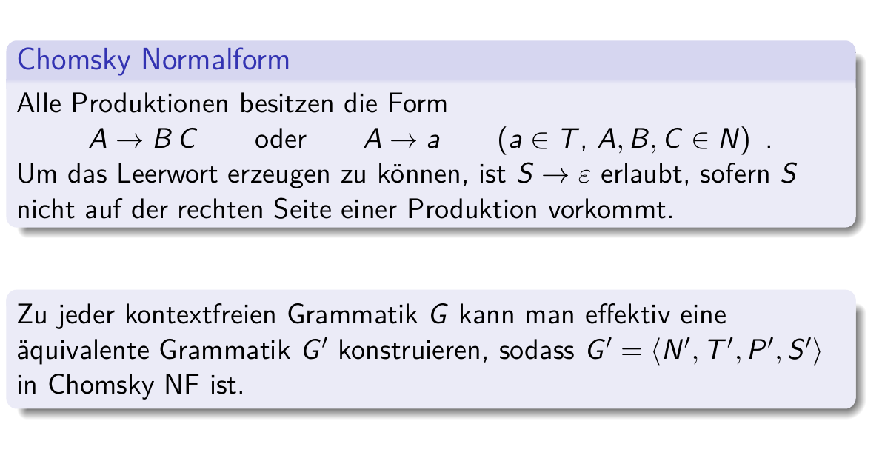 Chomsky Normalform
Alle Produktionen besitzen die Form
A → B C oder A → a (a ∈ T, A, B, C ∈ N) .
Um das Leerwort erzeugen zu können, ist S → ε erlaubt, sofern S
nicht auf der rechten Seite einer Produktion vorkommt.
Zu jeder kontextfreien Grammatik G kann man effektiv eine
äquivalente Grammatik G′ konstruieren, sodass G′ = ⟨N′, T′, P′, S′⟩
in Chomsky NF ist.